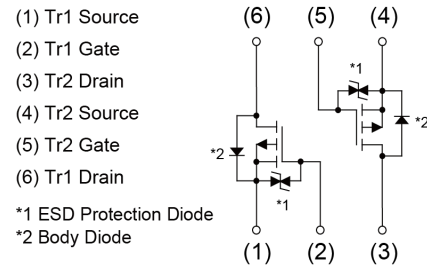 (1) Tr1 Source
(2) Tr1 Gate
(3) Tr2 Drain
(4) Tr2 Source
(5) Tr2 Gate
(6) Tr1 Drain
*1 ESD Protection Diode
*2 Body Diode
(6) (5) (4)
*1
*2
*2
*1
(1) (2) (3)